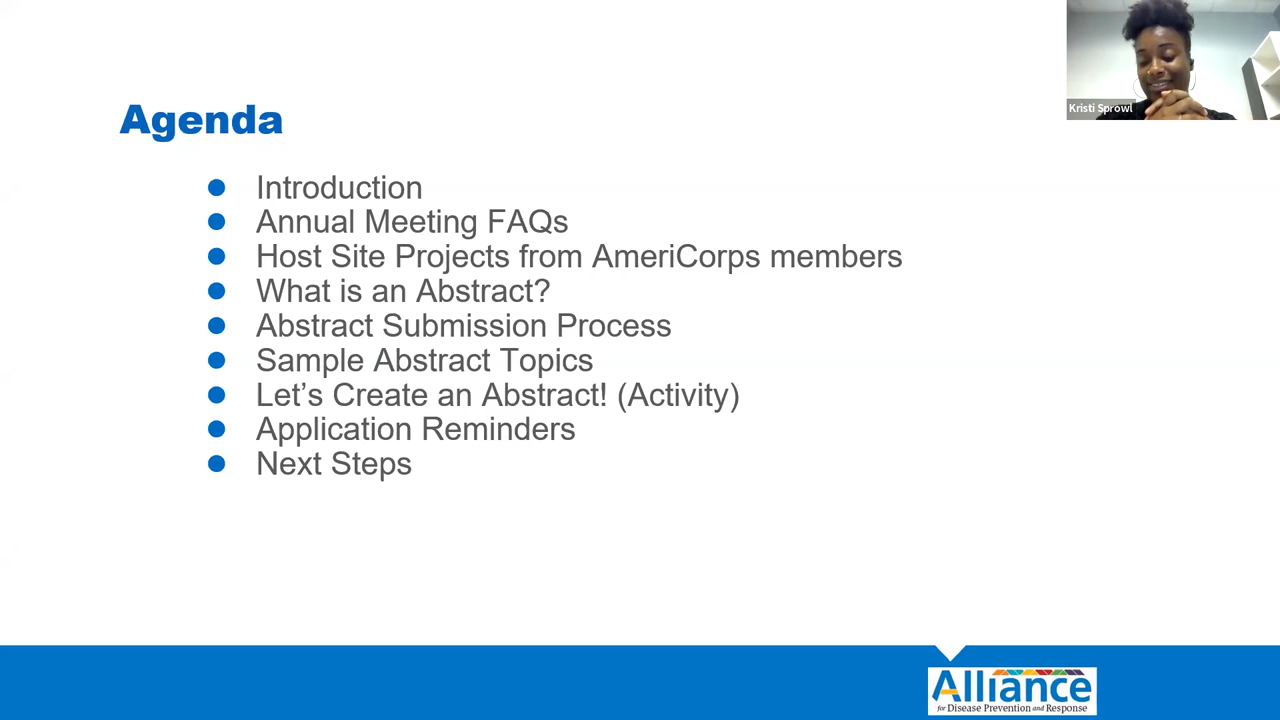 Kristi Sprowl
Agenda
Introduction
Annual Meeting FAQs
Host Site Projects from AmeriCorps members
What is an Abstract?
Abstract Submission Process
Sample Abstract Topics
Let’s Create an Abstract! (Activity)
Application Reminders
Next Steps
Alliance
for Disease Prevention and Response